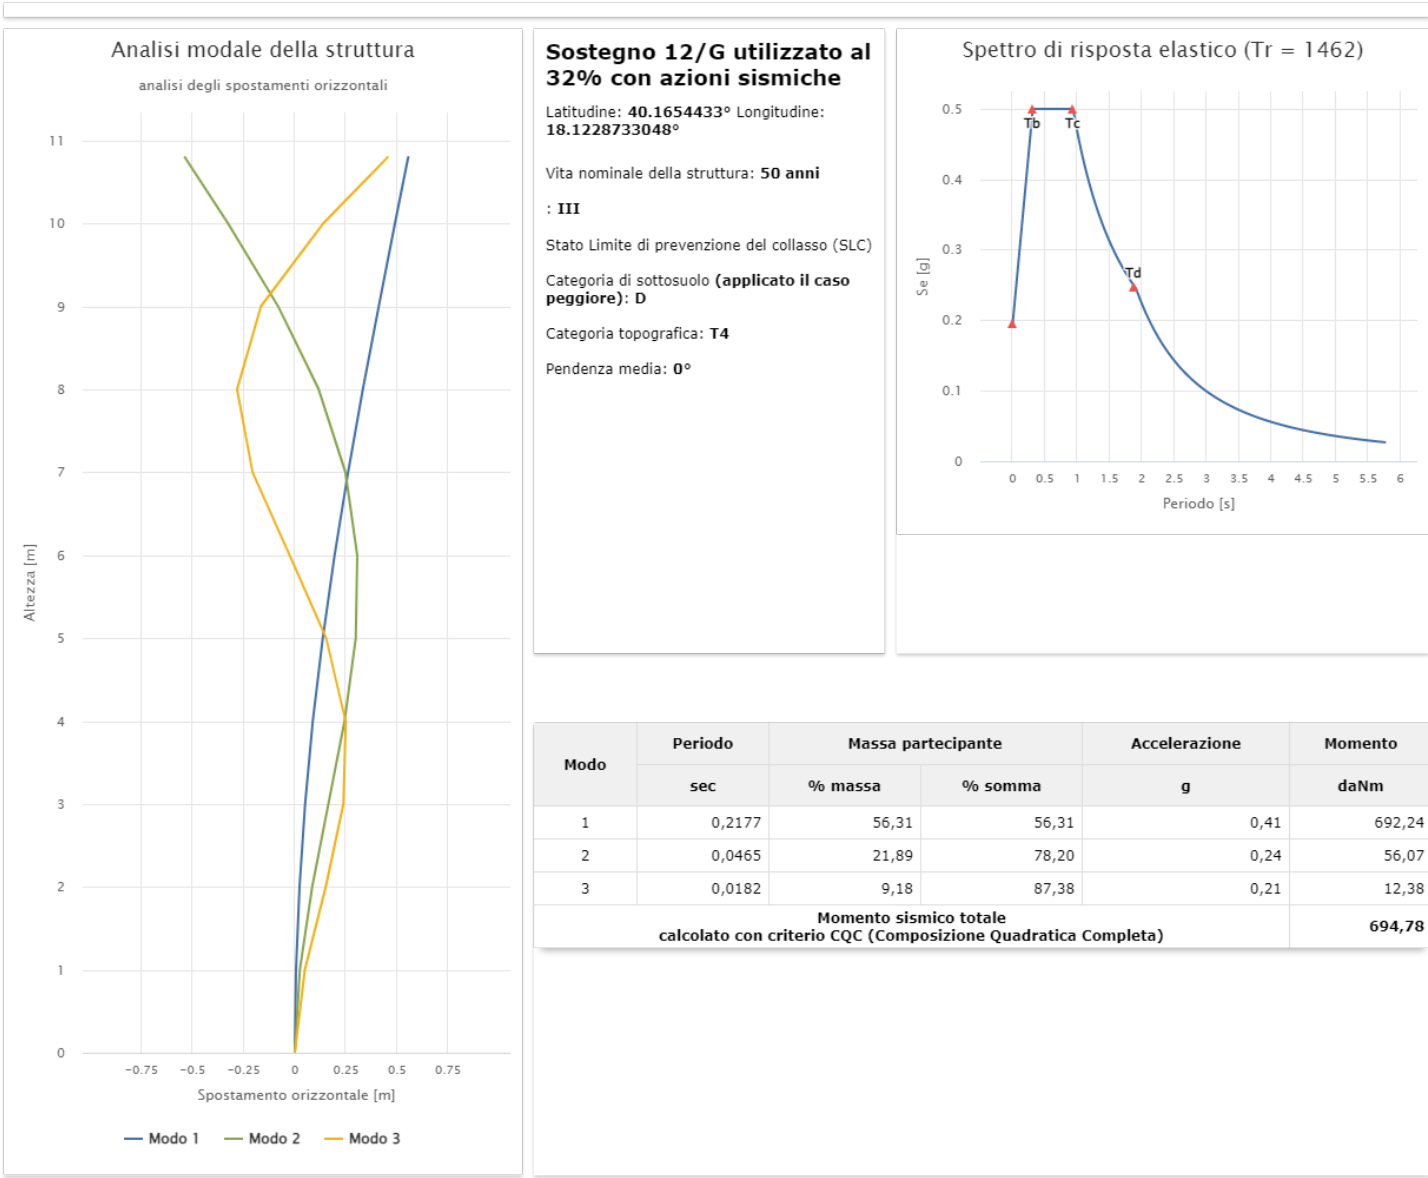 Analisi modale della struttura
analisi degli spostamenti orizzontali
11
10
9
8
7
6
5
4
3
2
1
0
Altezza [m]
−0.75 −0.5 −0.25 0 0.25 0.5 0.75
Spostamento orizzontale [m]
Modo 1 Modo 2 Modo 3
Sostegno 12/G utilizzato al
32% con azioni sismiche
Latitudine: 40.1654433° Longitudine:
18.1228733048°
Vita nominale della struttura: 50 anni
: III
Stato Limite di prevenzione del collasso (SLC)
Categoria di sottosuolo (applicato il caso
peggiore): D
Categoria topografica: T4
Pendenza media: 0°
Spettro di risposta elastico (Tr = 1462)
0.5
0.4
0.3
0.2
0.1
0
Se [g]
Tb Tc
Td
0 0.5 1 1.5 2 2.5 3 3.5 4 4.5 5 5.5 6
Periodo [s]
Modo Periodo Massa partecipante Accelerazione Momento
sec % massa % somma g daNm
1 0,2177 56,31 56,31 0,41 692,24
2 0,0465 21,89 78,20 0,24 56,07
3 0,0182 9,18 87,38 0,21 12,38
Momento sismico totale
calcolato con criterio CQC (Composizione Quadratica Completa) 694,78